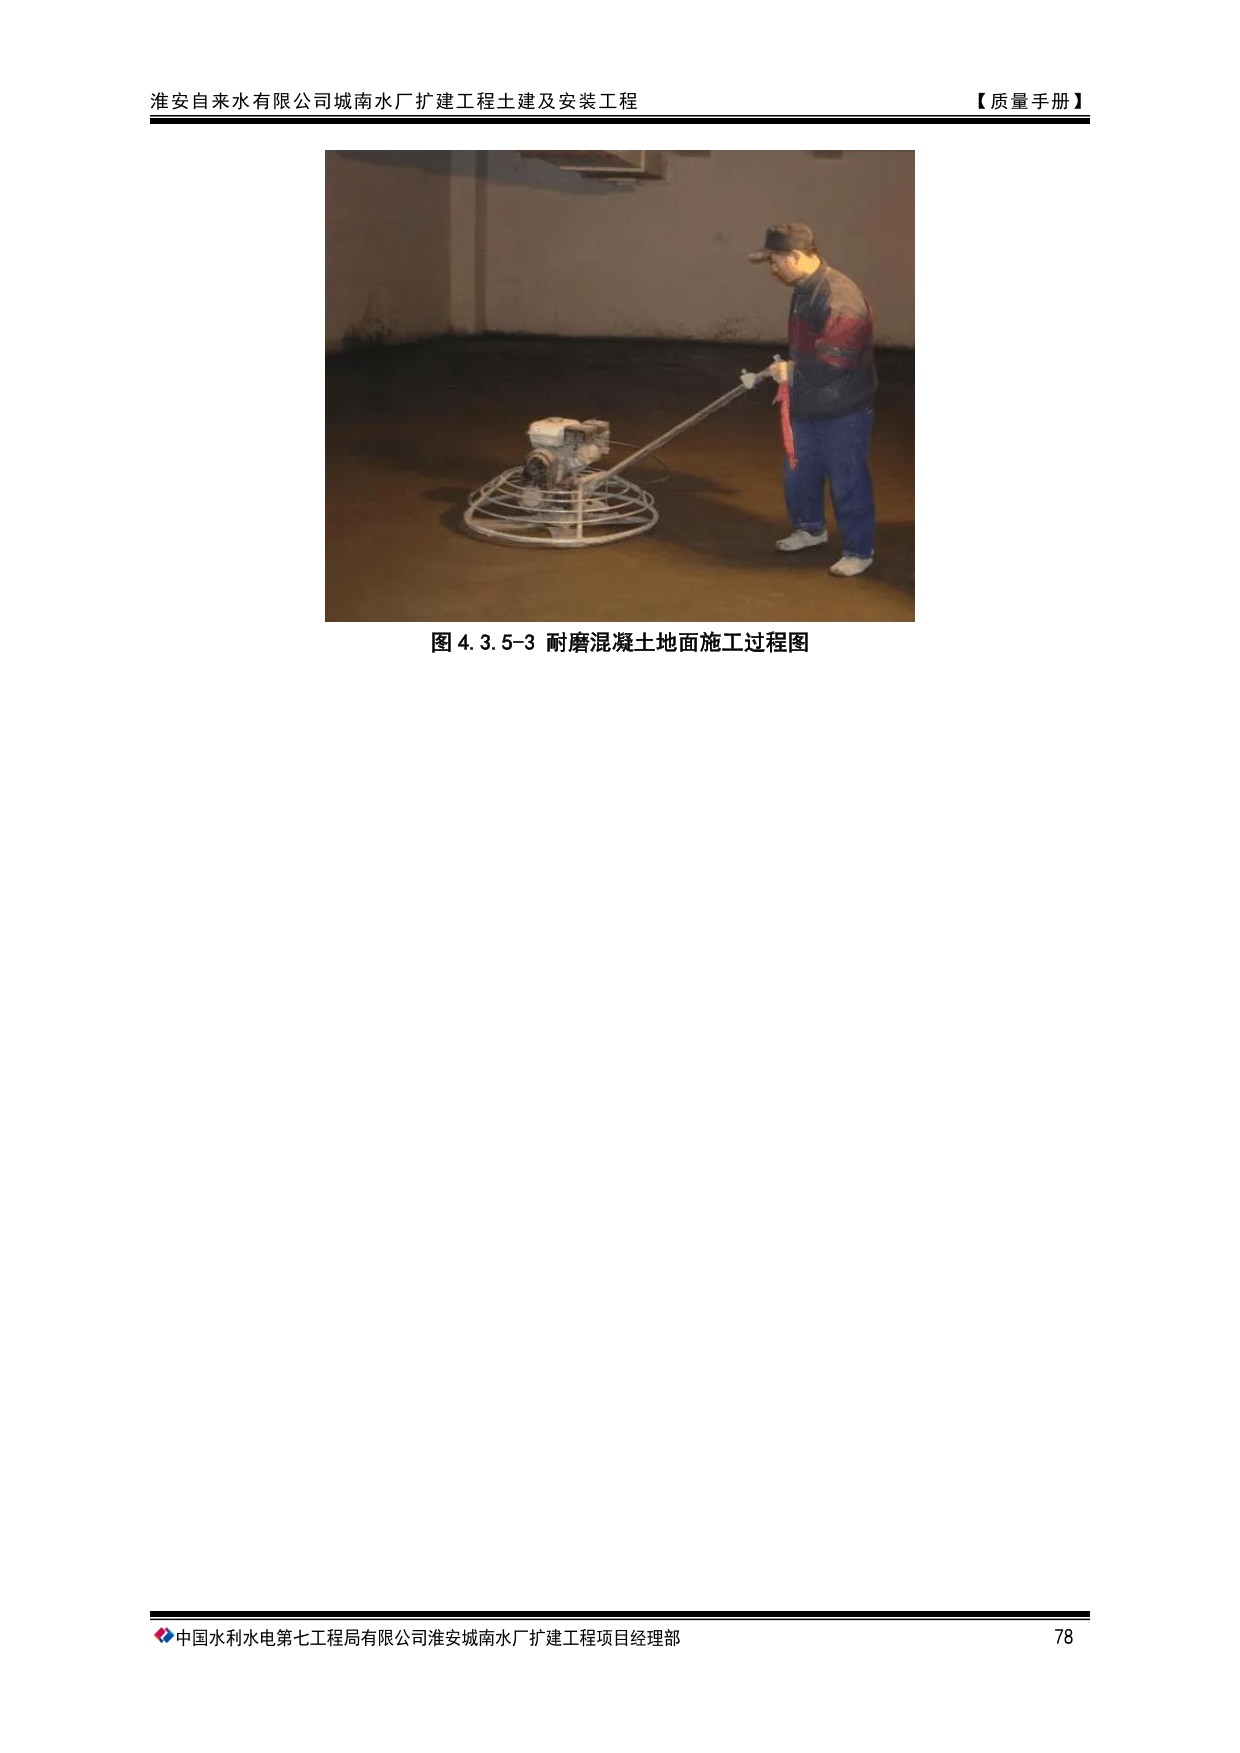 淮安自来水有限公司城南水厂扩建工程土建及安装工程 【质量手册】
图 4.3.5-3 耐磨混凝土地面施工过程图
中国水利水电第七工程局有限公司淮安城南水厂扩建工程项目经理部 78